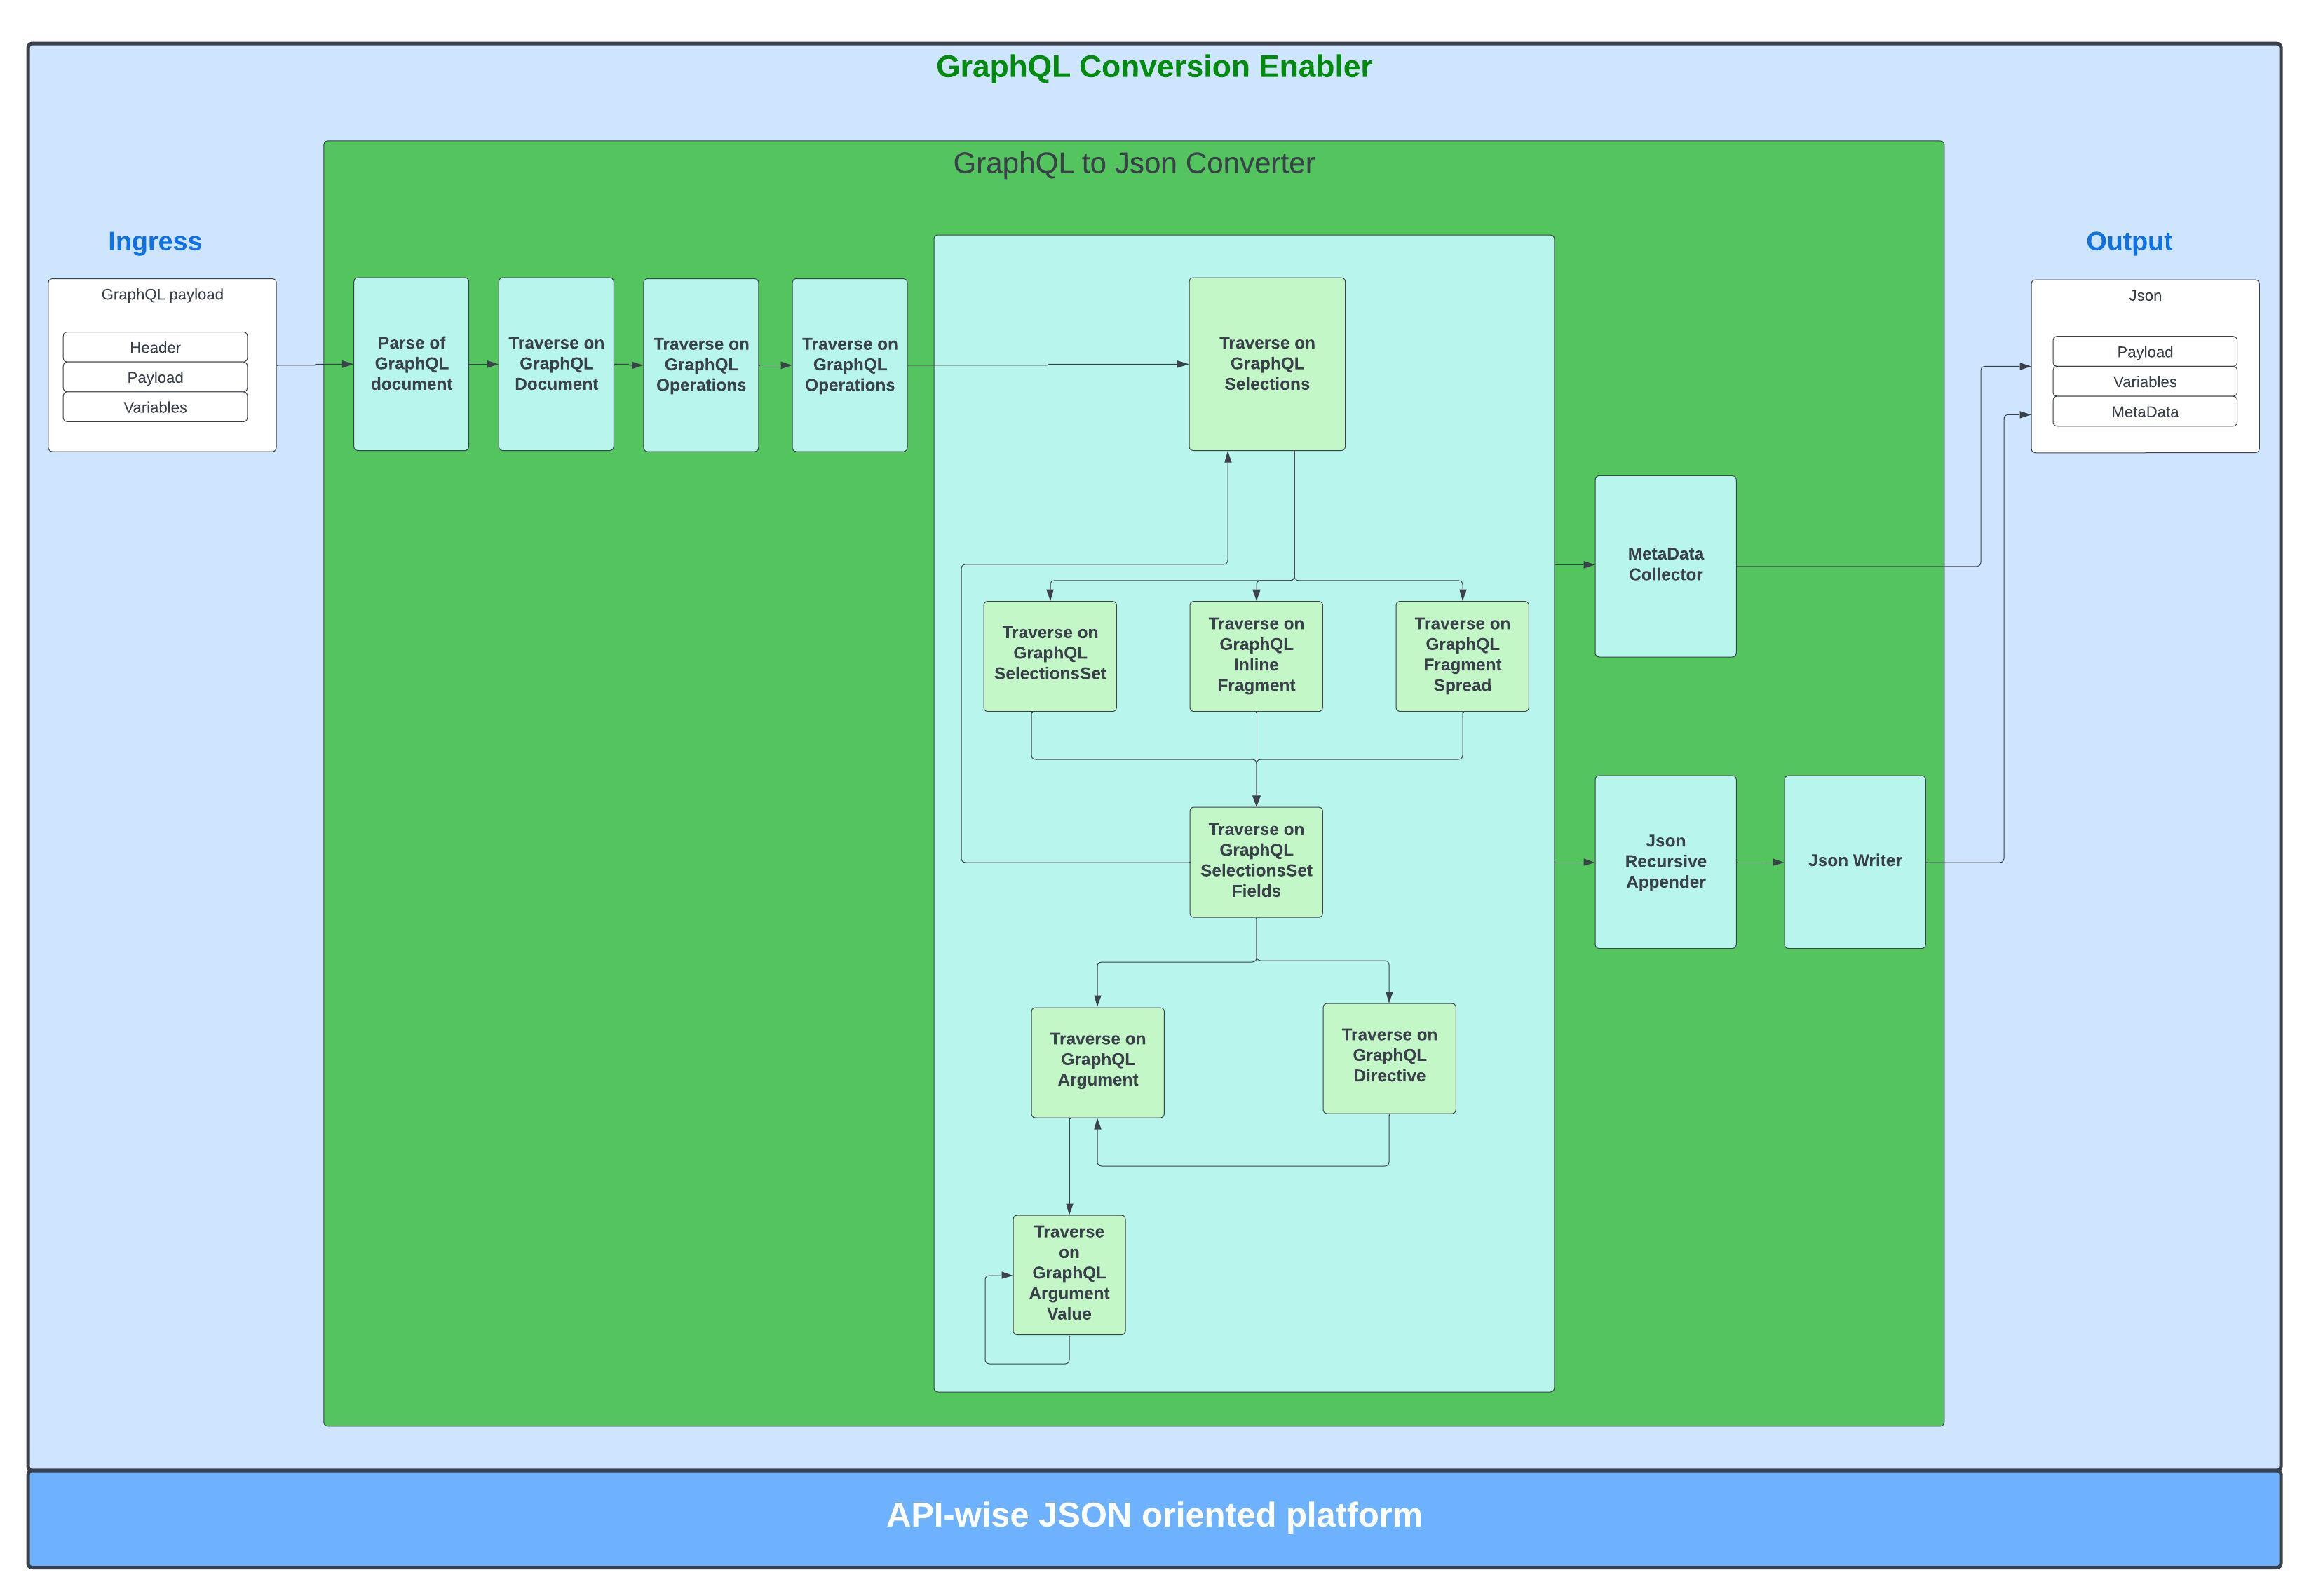 GraphQL Conversion Enabler
GraphQL to Json Converter
Ingress
GraphQL payload
Header
Payload
Variables
Parse of
GraphQL
document
Traverse on
GraphQL
Document
Traverse on
GraphQL
Operations
Traverse on
GraphQL
Operations
Traverse on
GraphQL
Selections
Traverse on
GraphQL
SelectionsSet
Traverse on
GraphQL
Inline
Fragment
Traverse on
GraphQL
Fragment
Spread
Traverse on
GraphQL
SelectionsSet
Fields
Traverse on
GraphQL
Argument
Traverse on
GraphQL
Directive
Traverse
on
GraphQL
Argument
Value
MetaData
Collector
Json
Recursive
Appender
Json Writer
Output
Json
Payload
Variables
MetaData
API-wise JSON oriented platform